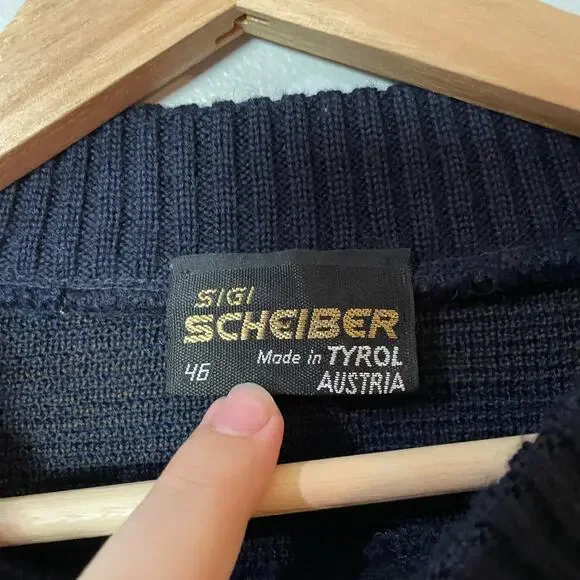 SIGI
SCHEIBER
Made in TYROL
46 AUSTRIA